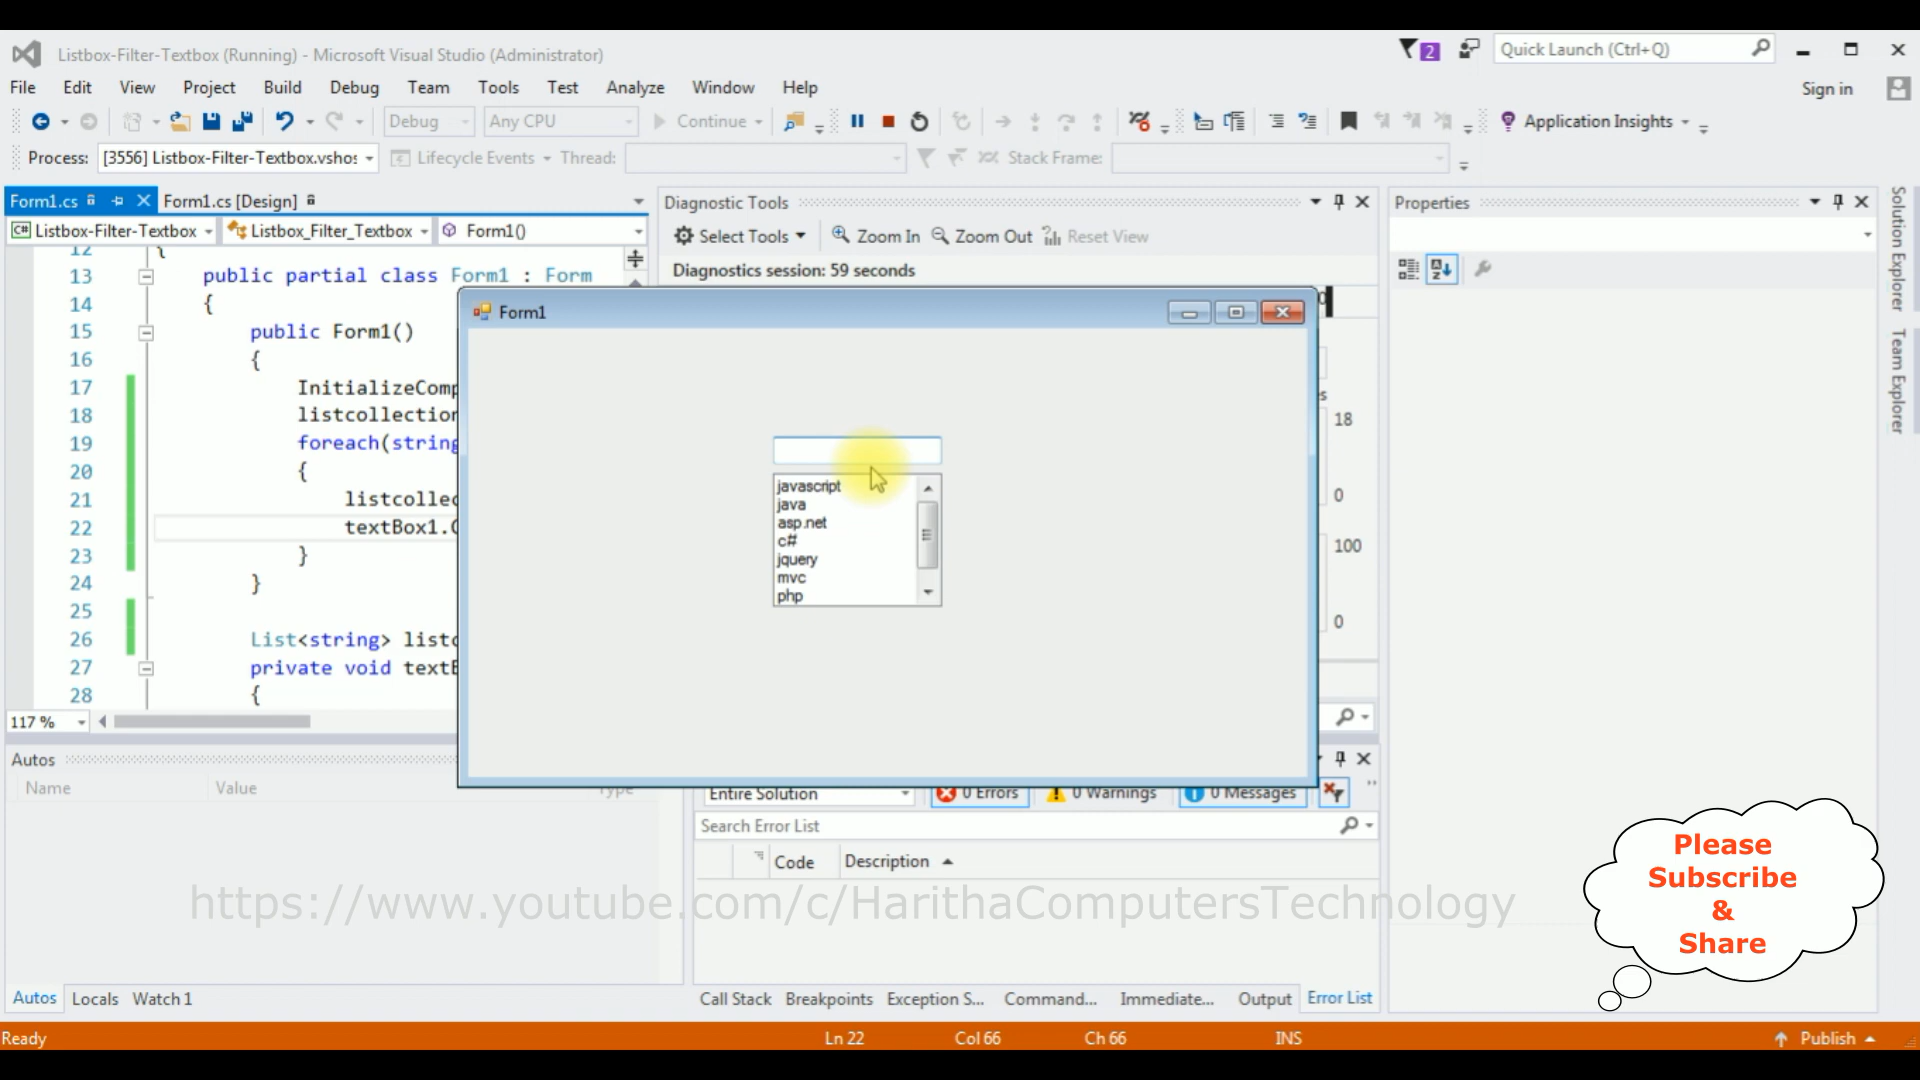 Listbox-Filter-Textbox (Running) - Microsoft Visual Studio (Administrator)
2
Quick Launch (Ctrl+Q)
File Edit View Project Build Debug Team Tools Test Analyze Window Help
Sign in
Debug Any CPU Continue Application Insights
Process: [3556] Listbox-Filter-Textbox.vshos Lifecycle Events Thread: Stack Frame:
Form1.cs Form1.cs [Design]
Diagnostic Tools
Properties
Solution Explorer
Team Explorer
Listbox-Filter-Textbox Listbox_Filter_Textbox Form1()
Select Tools Zoom In Zoom Out Reset View
Diagnostics session: 59 seconds
12 {
13 public partial class Form1 : Form
14 {
15 public Form1()
16 {
17 InitializeComp
18 listcollection
19 foreach(string
20 {
21 listcollec
22 textBox1.
23 }
24 }
25
26 List<string> listc
27 private void textB
28 {
117 %
Form1
javascript
java
asp.net
c#
jquery
mvc
php
18
0
100
0
Autos
Name Value Type
Entire Solution 0 Errors 0 Warnings 0 Messages
Search Error List
Code Description
https://www.youtube.com/c/HarithaComputersTechnology
Please
Subscribe
&
Share
Autos Locals Watch 1
Call Stack Breakpoints Exception S... Command... Immediate... Output Error List
Ready Ln 22 Col 66 Ch 66 INS Publish